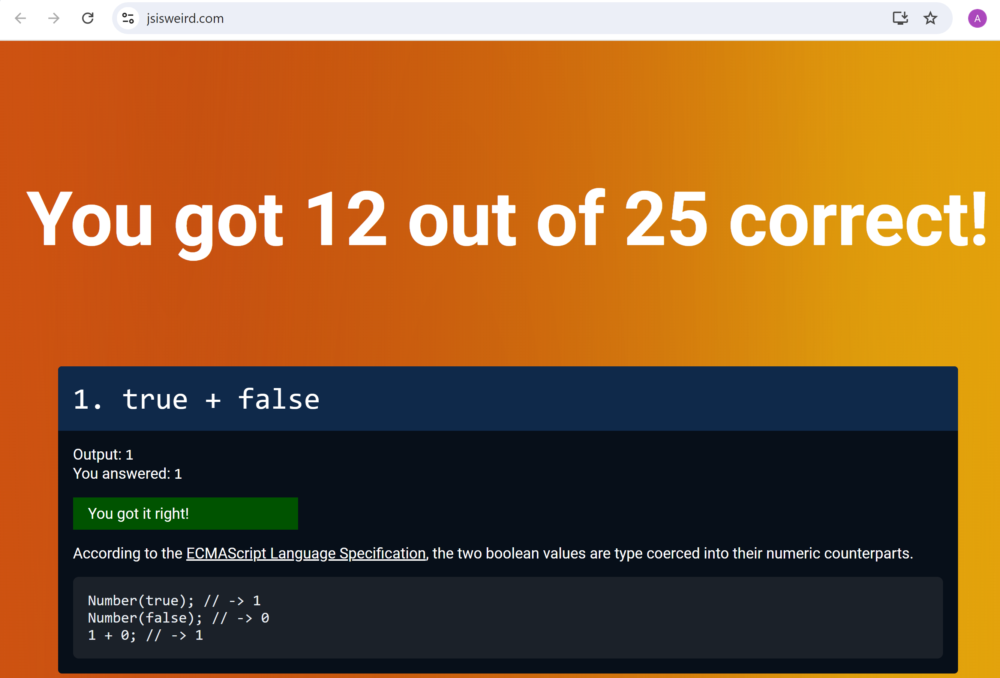 jsisweird.com
A
You got 12 out of 25 correct!
1. true + false
Output: 1
You answered: 1
You got it right!
According to the ECMAScript Language Specification, the two boolean values are type coerced into their numeric counterparts.
Number(true); // -> 1
Number(false); // -> 0
1 + 0; // -> 1